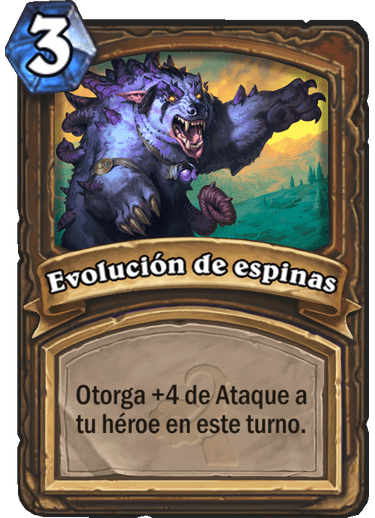 3
Evolución de espinas
Otorga +4 de Ataque a
tu héroe en este turno.